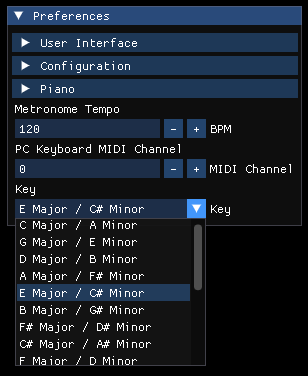 Preferences
User Interface
Configuration
Piano
Metronome Tempo
120 - + BPM
PC Keyboard MIDI Channel
0 - + MIDI Channel
Key
E Major / C# Minor Key
C Major / A Minor
G Major / E Minor
D Major / B Minor
A Major / F# Minor
E Major / C# Minor
B Major / G# Minor
F# Major / D# Minor
C# Major / A# Minor
F Major / D Minor